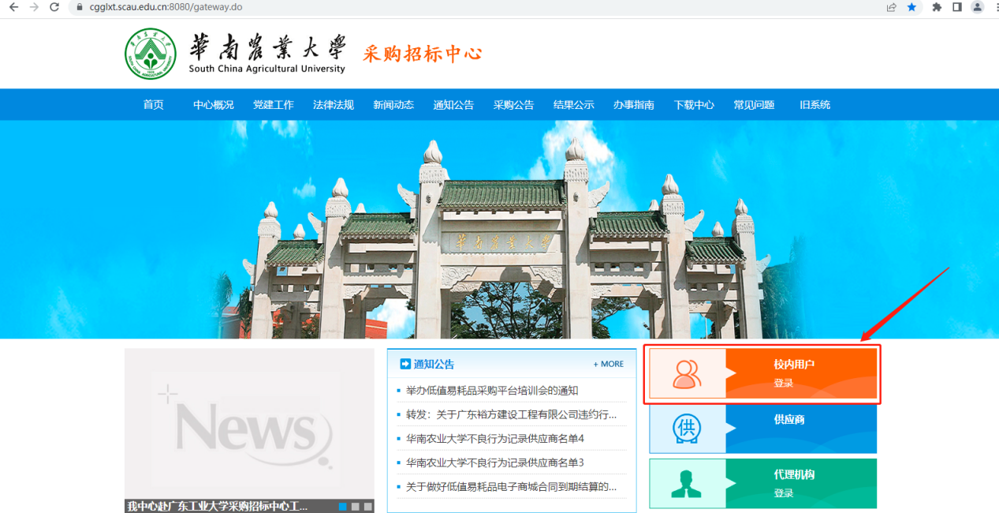 cgglxt.scau.edu.cn:8080/gateway.do
華南農業大學
South China Agricultural University
采购招标中心
首页 中心概况 党建工作 法律法规 新闻动态 通知公告 采购公告 结果公示 办事指南 下载中心 常见问题 旧系统
華南農業大學
News
我中心赴广东工业大学采购招标中心工...
通知公告 + MORE
举办低值易耗品采购平台培训会的通知
转发：关于广东裕方建设工程有限公司违约行...
华南农业大学不良行为记录供应商名单4
华南农业大学不良行为记录供应商名单3
关于做好低值易耗品电子商城合同到期结算的...
校内用户
登录
供
供应商
代理机构
登录